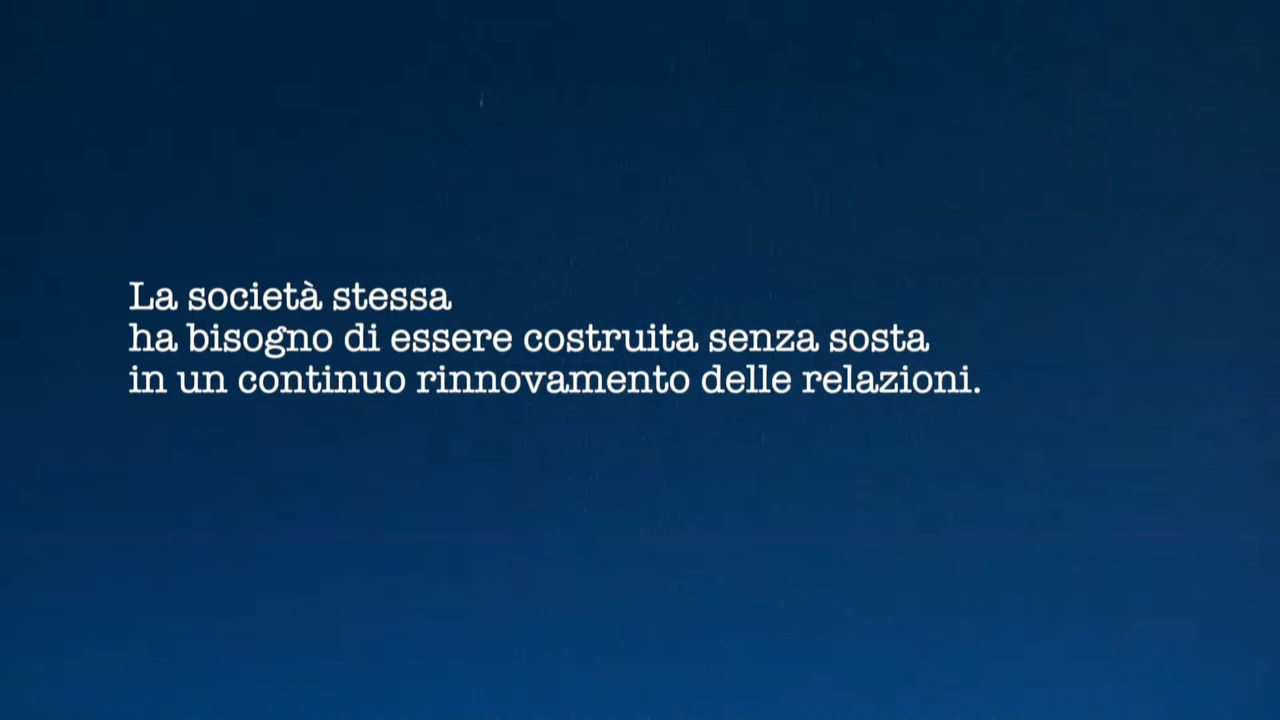 La società stessa
ha bisogno di essere costruita senza sosta
in un continuo rinnovamento delle relazioni.